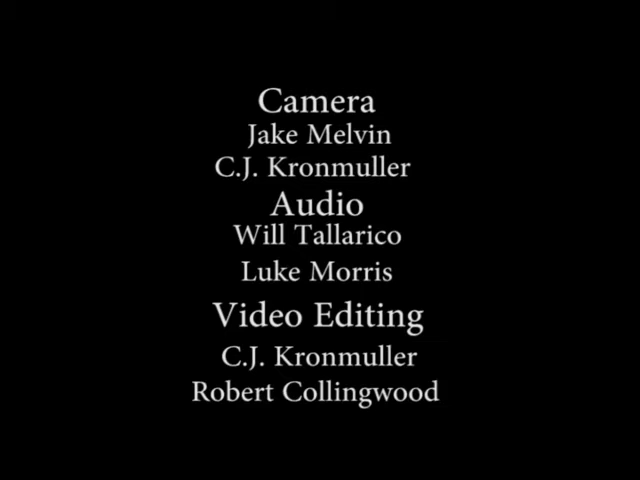 Camera
Jake Melvin
C.J. Kronmuller
Audio
Will Tallarico
Luke Morris
Video Editing
C.J. Kronmuller
Robert Collingwood